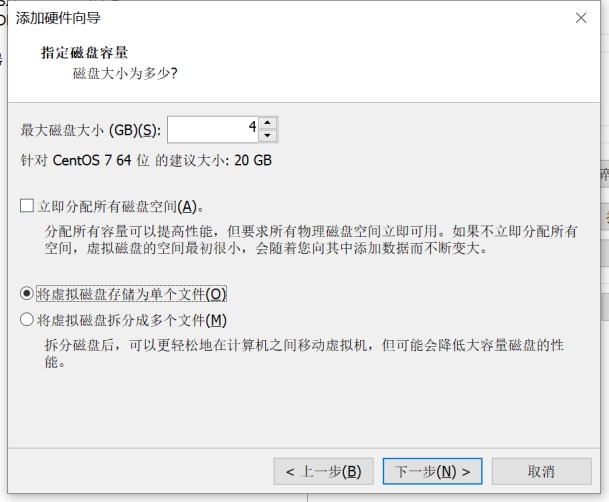 添加硬件向导
指定磁盘容量
磁盘大小为多少?
最大磁盘大小 (GB)(S): 4
针对 CentOS 7 64 位 的建议大小: 20 GB
立即分配所有磁盘空间(A)。
分配所有容量可以提高性能，但要求所有物理磁盘空间立即可用。如果不立即分配所有
空间，虚拟磁盘的空间最初很小，会随着您向其中添加数据而不断变大。
将虚拟磁盘存储为单个文件(O)
将虚拟磁盘拆分成多个文件(M)
拆分磁盘后，可以更轻松地在计算机之间移动虚拟机，但可能会降低大容量磁盘的性
能。
< 上一步(B) 下一步(N) > 取消